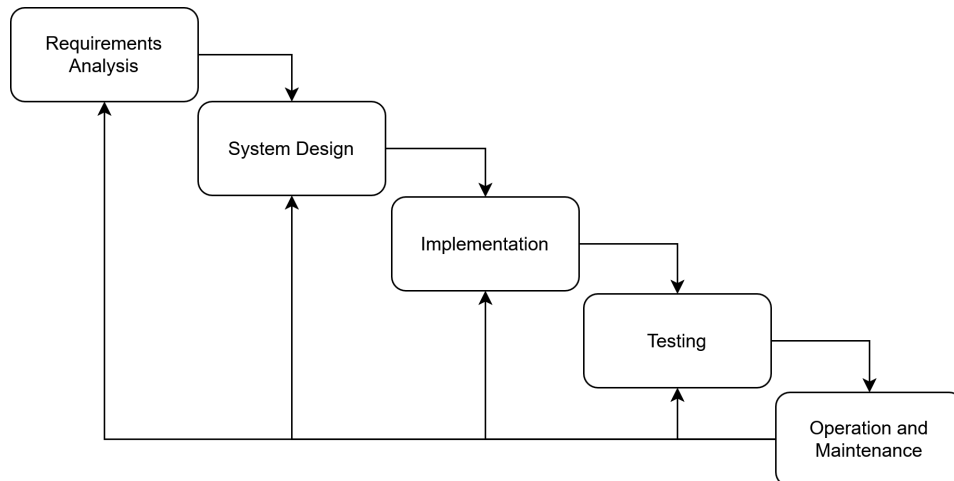 Requirements
Analysis
System Design
Implementation
Testing
Operation and
Maintenance